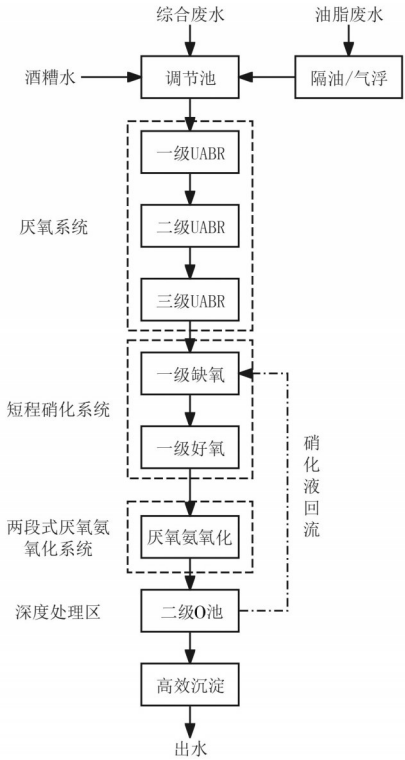 综合废水
油脂废水
酒糟水
调节池
隔油/气浮
一级UABR
厌氧系统
二级UABR
三级UABR
一级缺氧
短程硝化系统
一级好氧
硝化液回流
两段式厌氧氨
氧化系统
厌氧氨氧化
深度处理区
二级O池
高效沉淀
出水